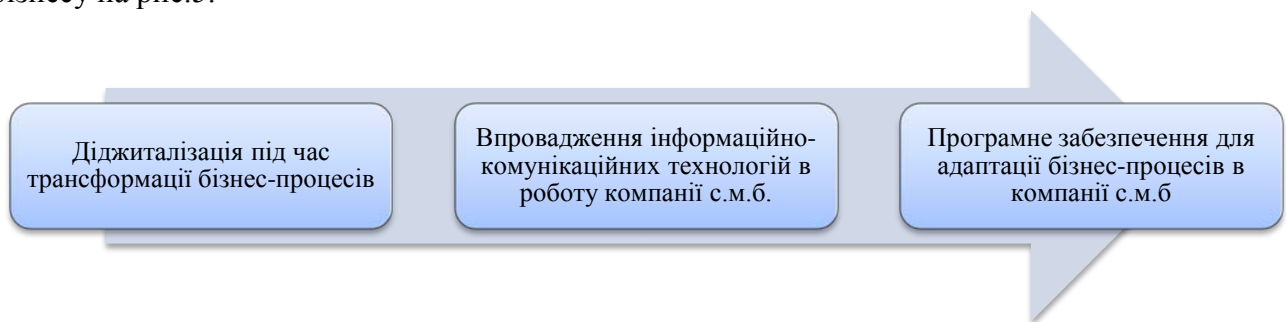 бізнесу на рис.3.
Діджиталізація під час
трансформації бізнес-процесів
Впровадження інформаційно-
комунікаційних технологій в
роботу компанії с.м.б.
Програмне забезпечення для
адаптації бізнес-процесів в
компанії с.м.б